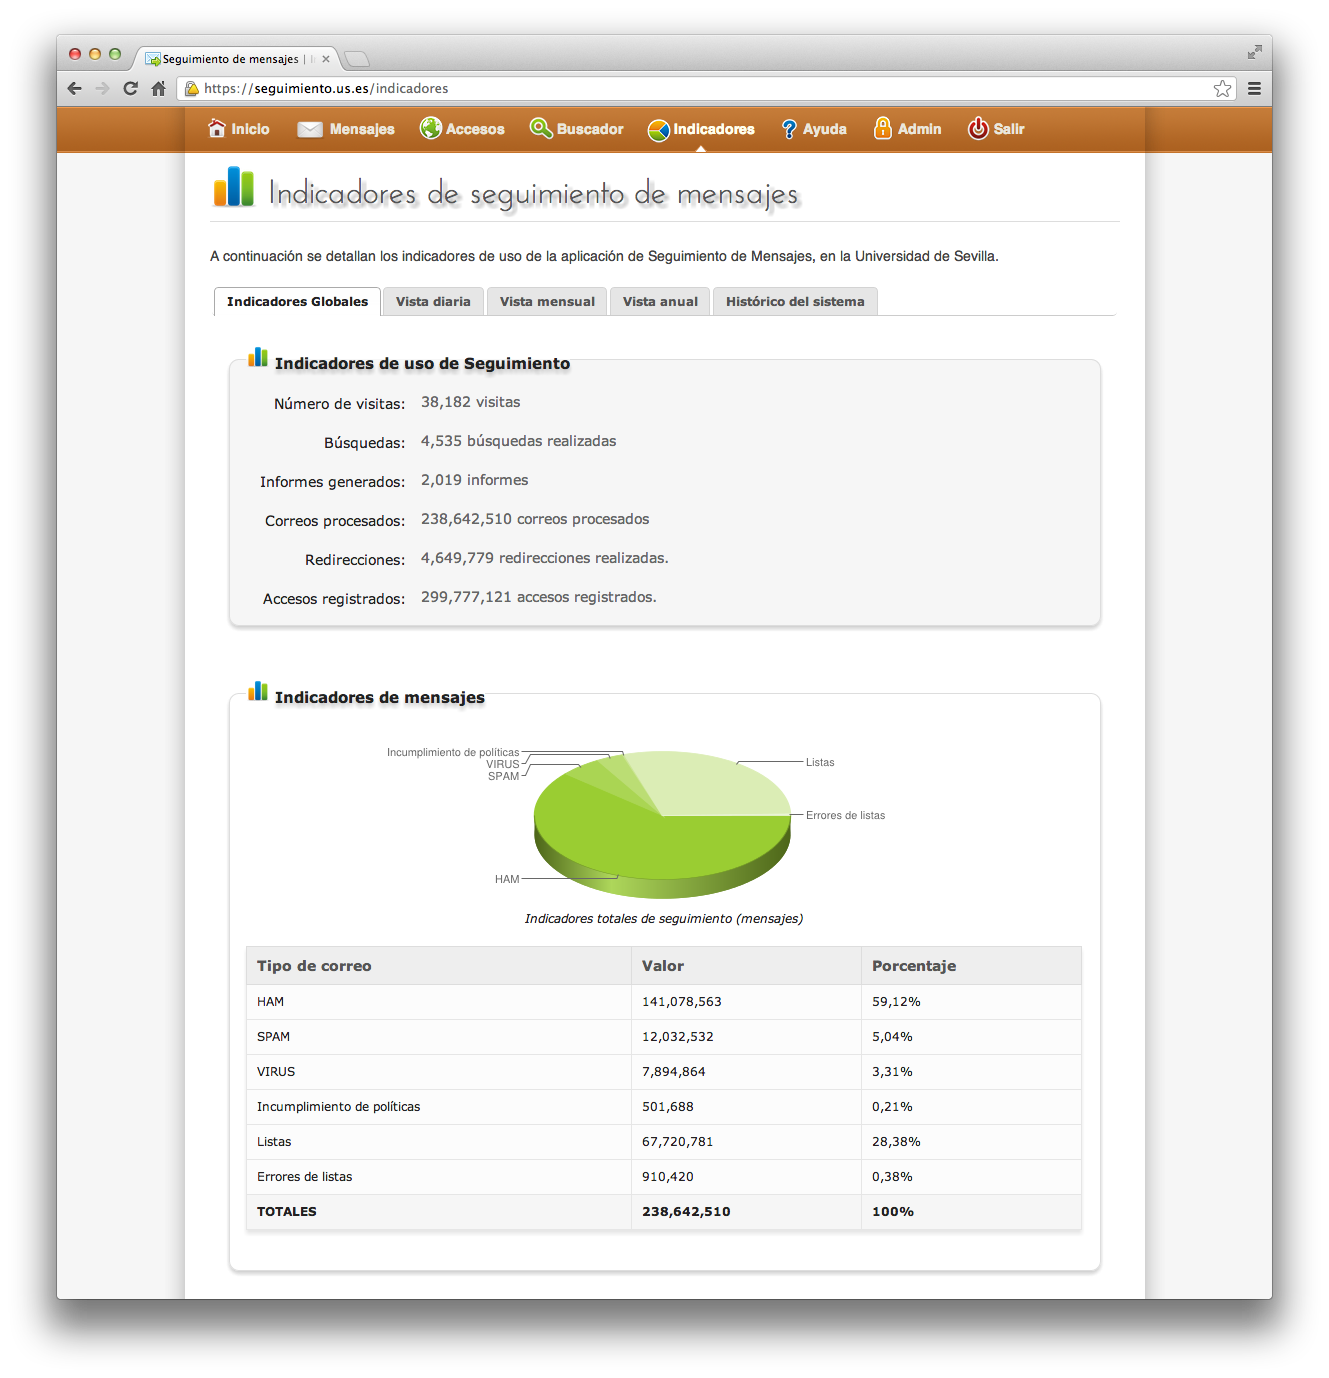 Seguimiento de mensajes |
https://seguimiento.us.es/indicadores
Inicio Mensajes Accesos Buscador Indicadores Ayuda Admin Salir
Indicadores de seguimiento de mensajes
A continuación se detallan los indicadores de uso de la aplicación de Seguimiento de Mensajes, en la Universidad de Sevilla.
Indicadores Globales Vista diaria Vista mensual Vista anual Histórico del sistema
Indicadores de uso de Seguimiento
Número de visitas: 38,182 visitas
Búsquedas: 4,535 búsquedas realizadas
Informes generados: 2,019 informes
Correos procesados: 238,642,510 correos procesados
Redirecciones: 4,649,779 redirecciones realizadas.
Accesos registrados: 299,777,121 accesos registrados.
Indicadores de mensajes
Incumplimiento de políticas
VIRUS
SPAM
Listas
Errores de listas
HAM
Indicadores totales de seguimiento (mensajes)
Tipo de correo Valor Porcentaje
HAM 141,078,563 59,12%
SPAM 12,032,532 5,04%
VIRUS 7,894,864 3,31%
Incumplimiento de políticas 501,688 0,21%
Listas 67,720,781 28,38%
Errores de listas 910,420 0,38%
TOTALES 238,642,510 100%